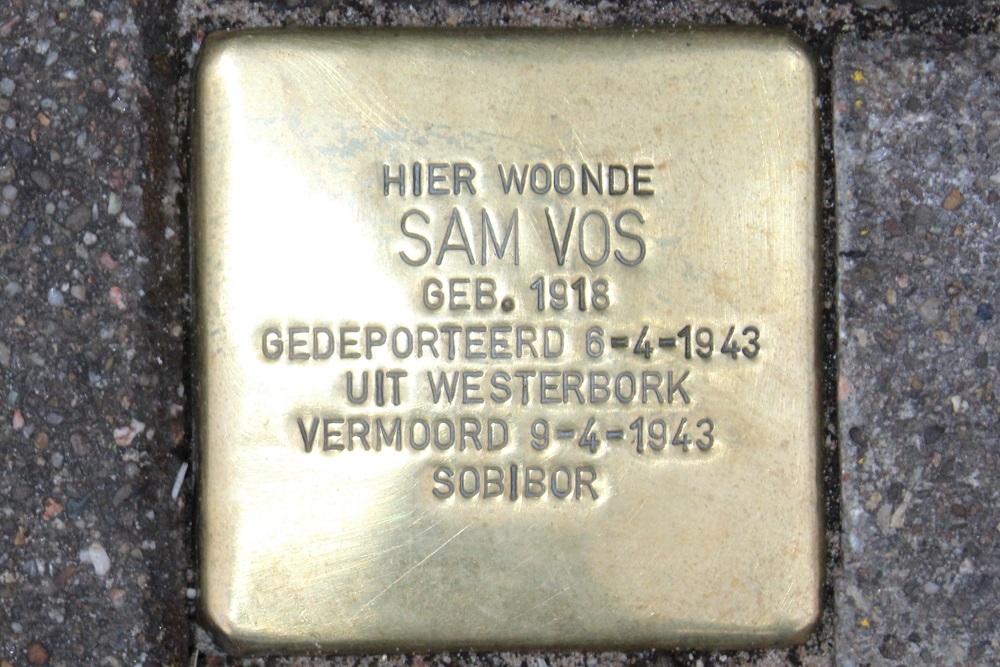 HIER WOONDE
SAM VOS
GEB. 1918
GEDEPORTEERD 6-4-1943
UIT WESTERBORK
VERMOORD 9-4-1943
SOBIBOR